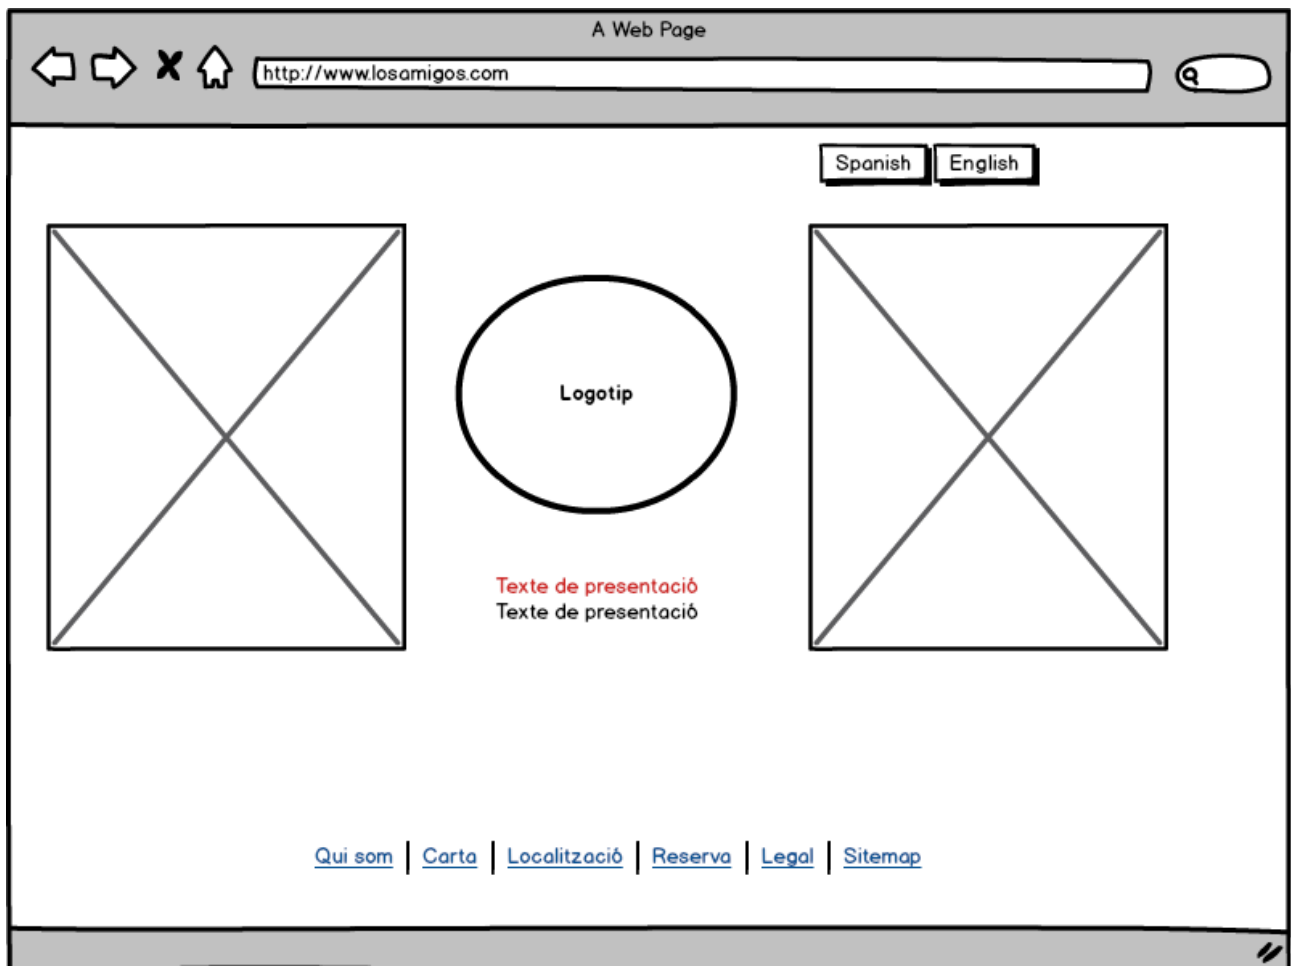 A Web Page
http://www.losamigos.com
Spanish English
Logotip
Texte de presentació
Texte de presentació
Qui som Carta Localització Reserva Legal Sitemap